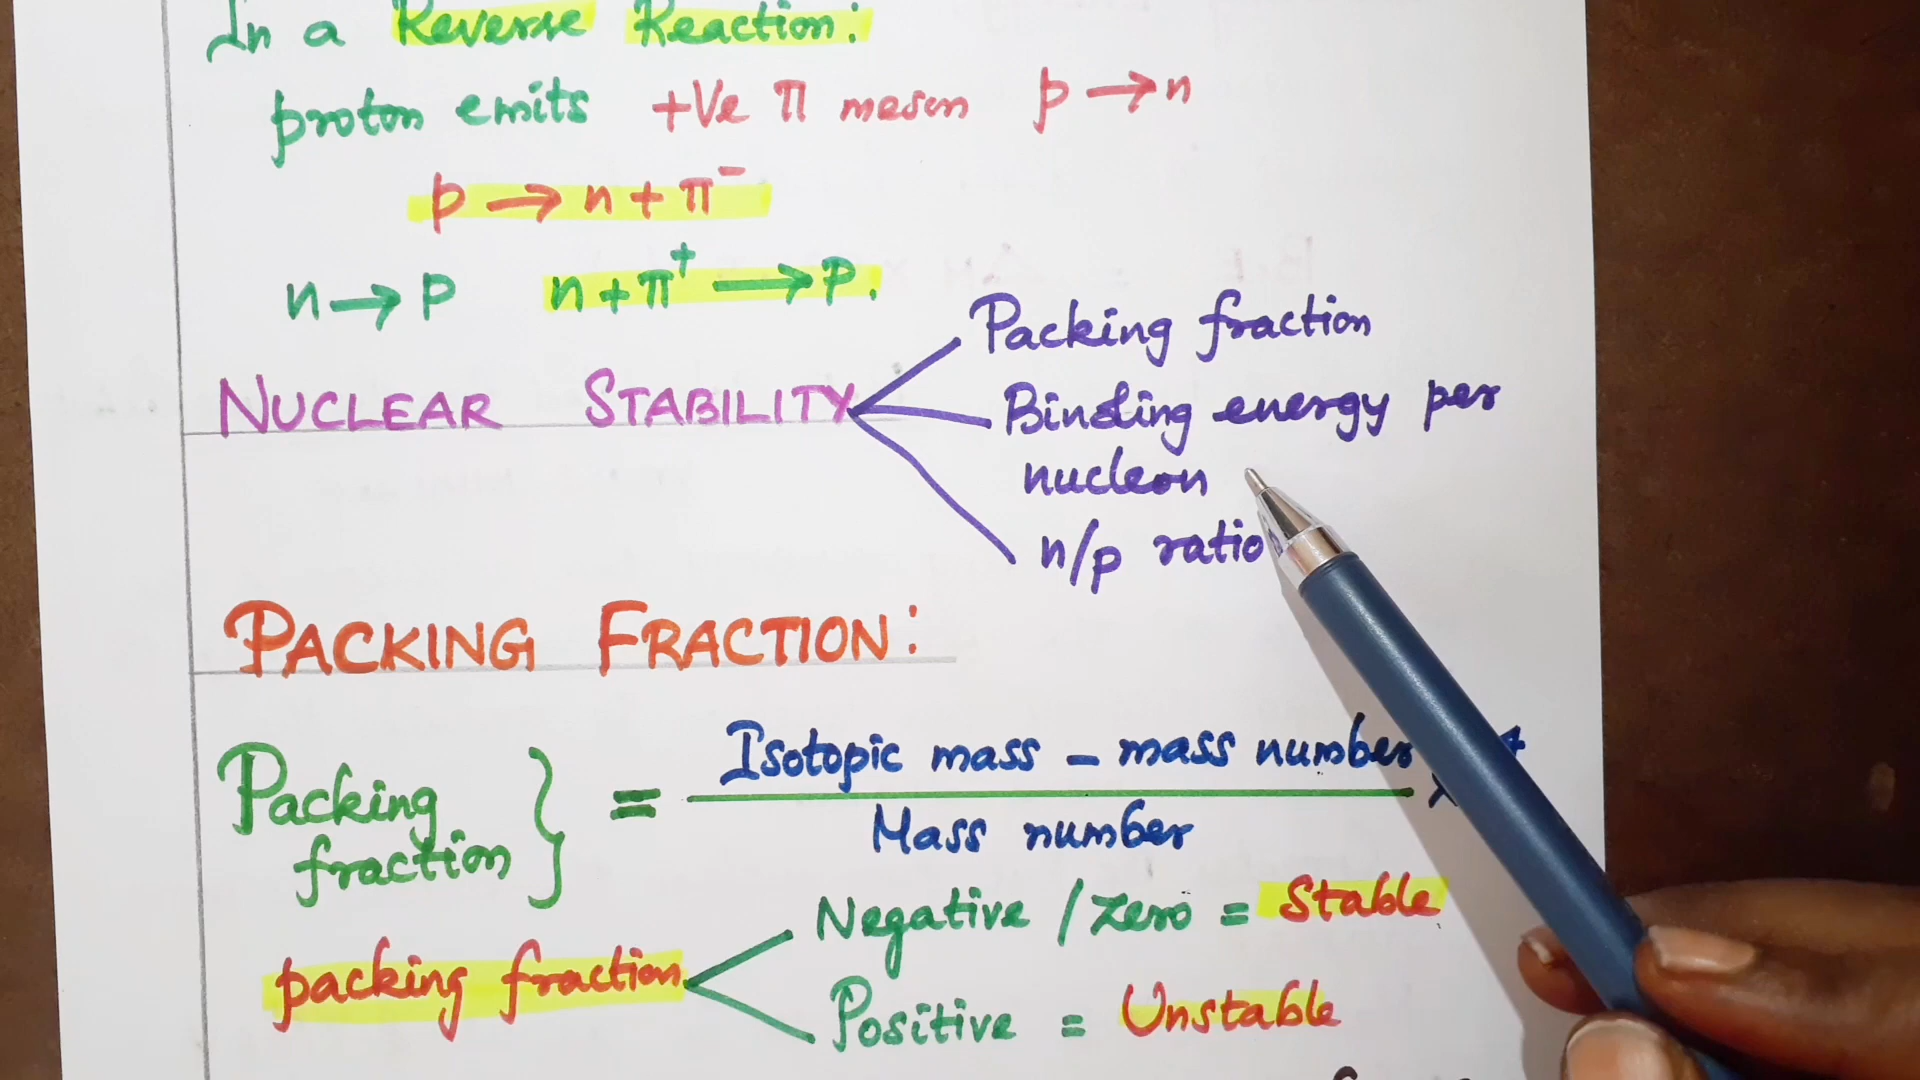 In a Reverse Reaction:
proton emits +Ve π meson p → n
p → n + π⁻
n → p n + π⁺ → p.
NUCLEAR STABILITY
Packing fraction
Binding energy per
nucleon
n/p ratio
PACKING FRACTION:
Packing fraction } = Isotopic mass - mass number
Mass number
packing fraction
Negative / Zero = Stable
Positive = Unstable